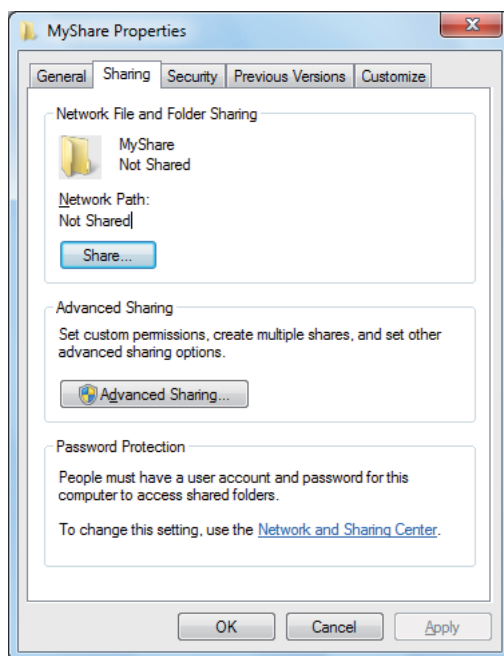 MyShare Properties
General Sharing Security Previous Versions Customize
Network File and Folder Sharing
MyShare
Not Shared
Network Path:
Not Shared
Share...
Advanced Sharing
Set custom permissions, create multiple shares, and set other
advanced sharing options.
Advanced Sharing...
Password Protection
People must have a user account and password for this
computer to access shared folders.
To change this setting, use the Network and Sharing Center.
OK Cancel Apply